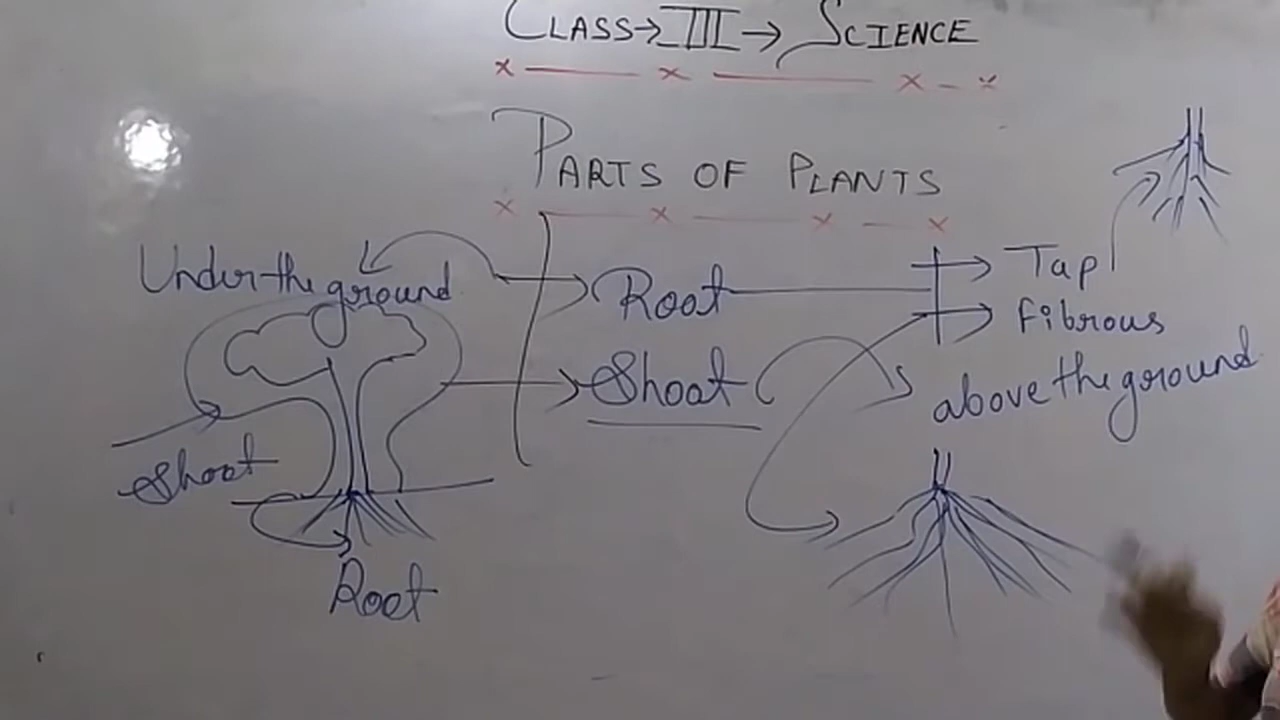 CLASS→III→SCIENCE
PARTS OF PLANTS
Under the ground
Root
Tap
Fibrous
Shoot
above the ground
Shoot
Root